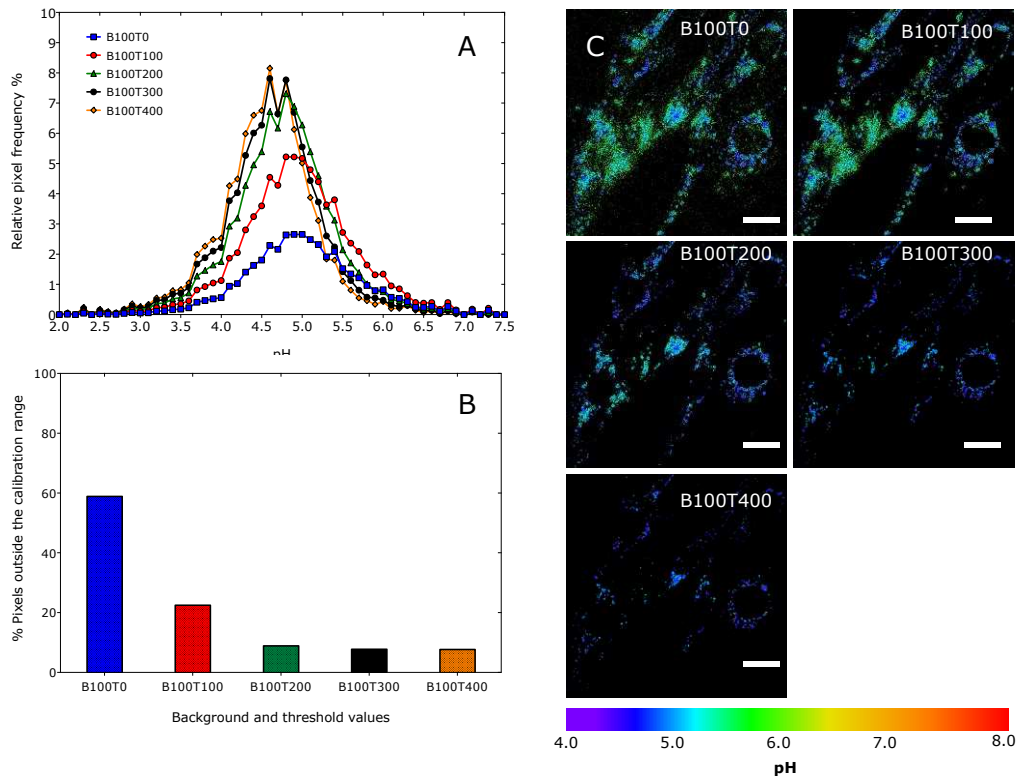 A
B100T0
B100T100
B100T200
B100T300
B100T400
Relative pixel frequency %
10
9
8
7
6
5
4
3
2
1
0
2.0 2.5 3.0 3.5 4.0 4.5 5.0 5.5 6.0 6.5 7.0 7.5
pH
B
% Pixels outside the calibration range
100
80
60
40
20
0
B100T0 B100T100 B100T200 B100T300 B100T400
Background and threshold values
C
B100T0
B100T100
B100T200
B100T300
B100T400
4.0 5.0 6.0 7.0 8.0
pH